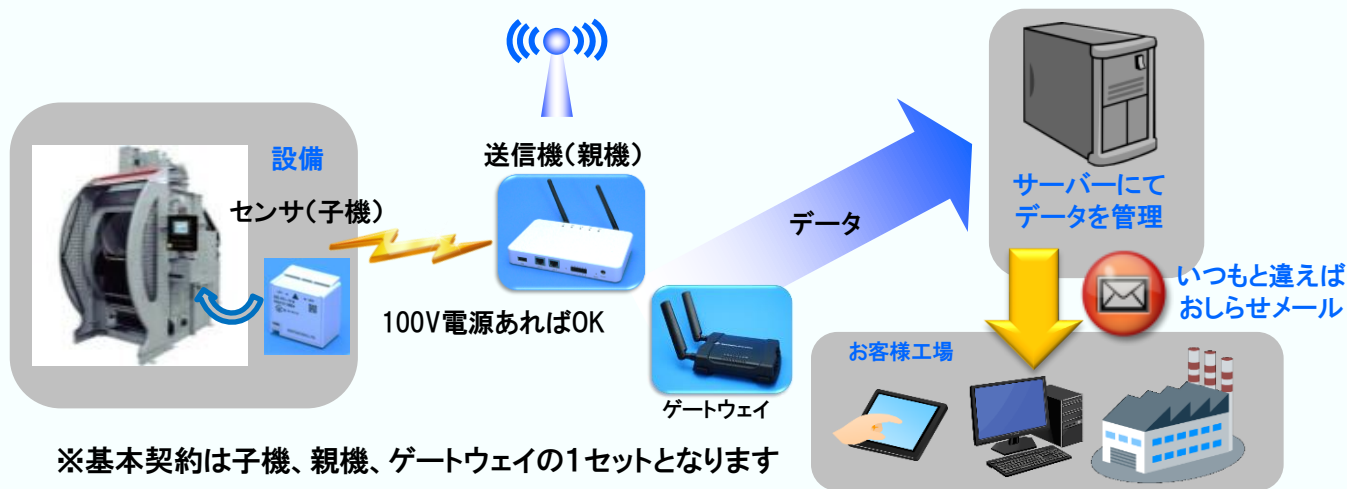 設備
センサ(子機)
送信機(親機)
100V電源あればOK
データ
ゲートウェイ
サーバーにて
データを管理
いつもと違えば
おしらせメール
お客様工場
※基本契約は子機、親機、ゲートウェイの1セットとなります